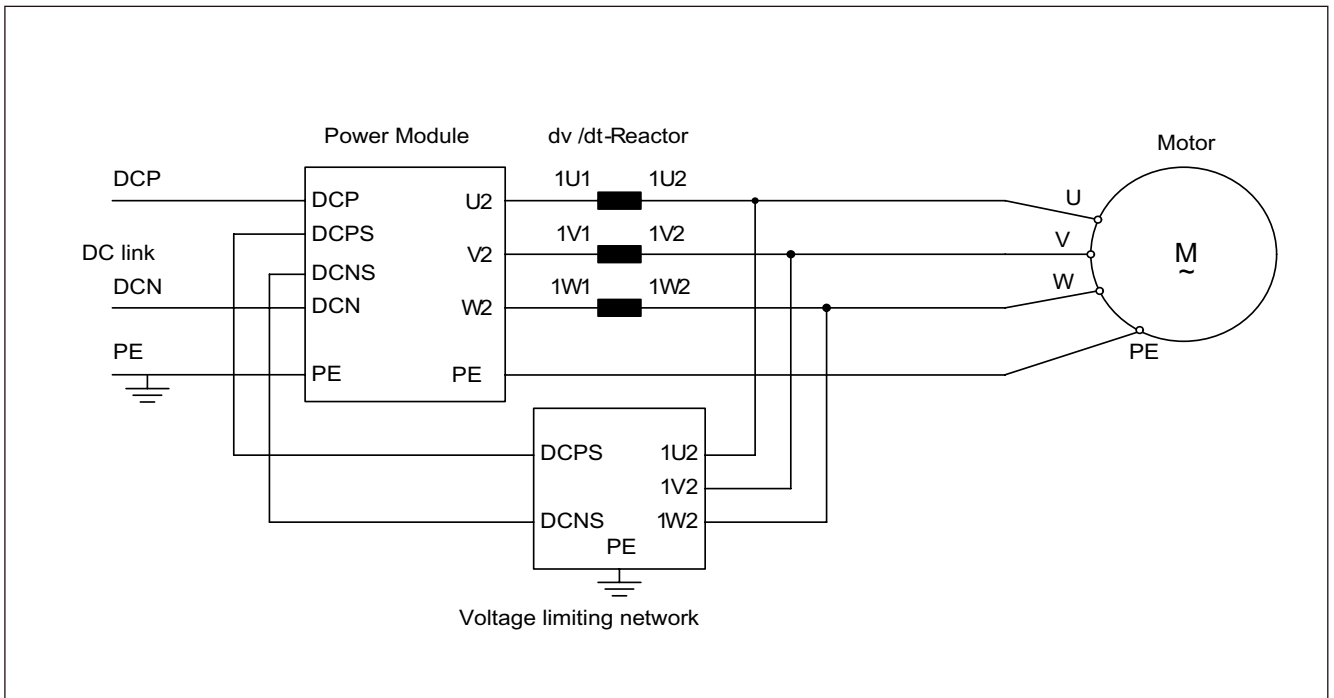 Power Module
dv /dt-Reactor
Motor
DCP
DCP
U2
1U1
1U2
U
DCPS
DC link
V2
1V1
1V2
V
M
~
DCNS
DCN
DCN
W2
1W1
1W2
W
PE
PE
PE
PE
DCPS
1U2
1V2
DCNS
1W2
PE
Voltage limiting network